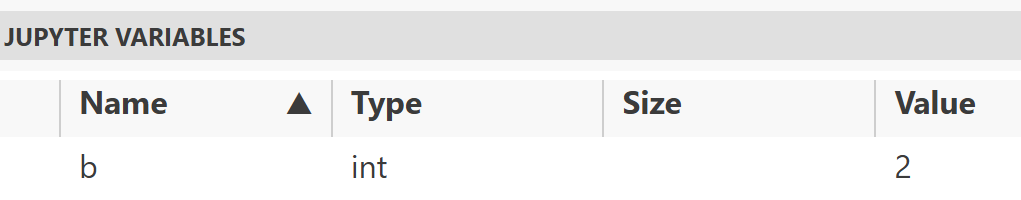 JUPYTER VARIABLES
Name ▲ Type Size Value
b int 2